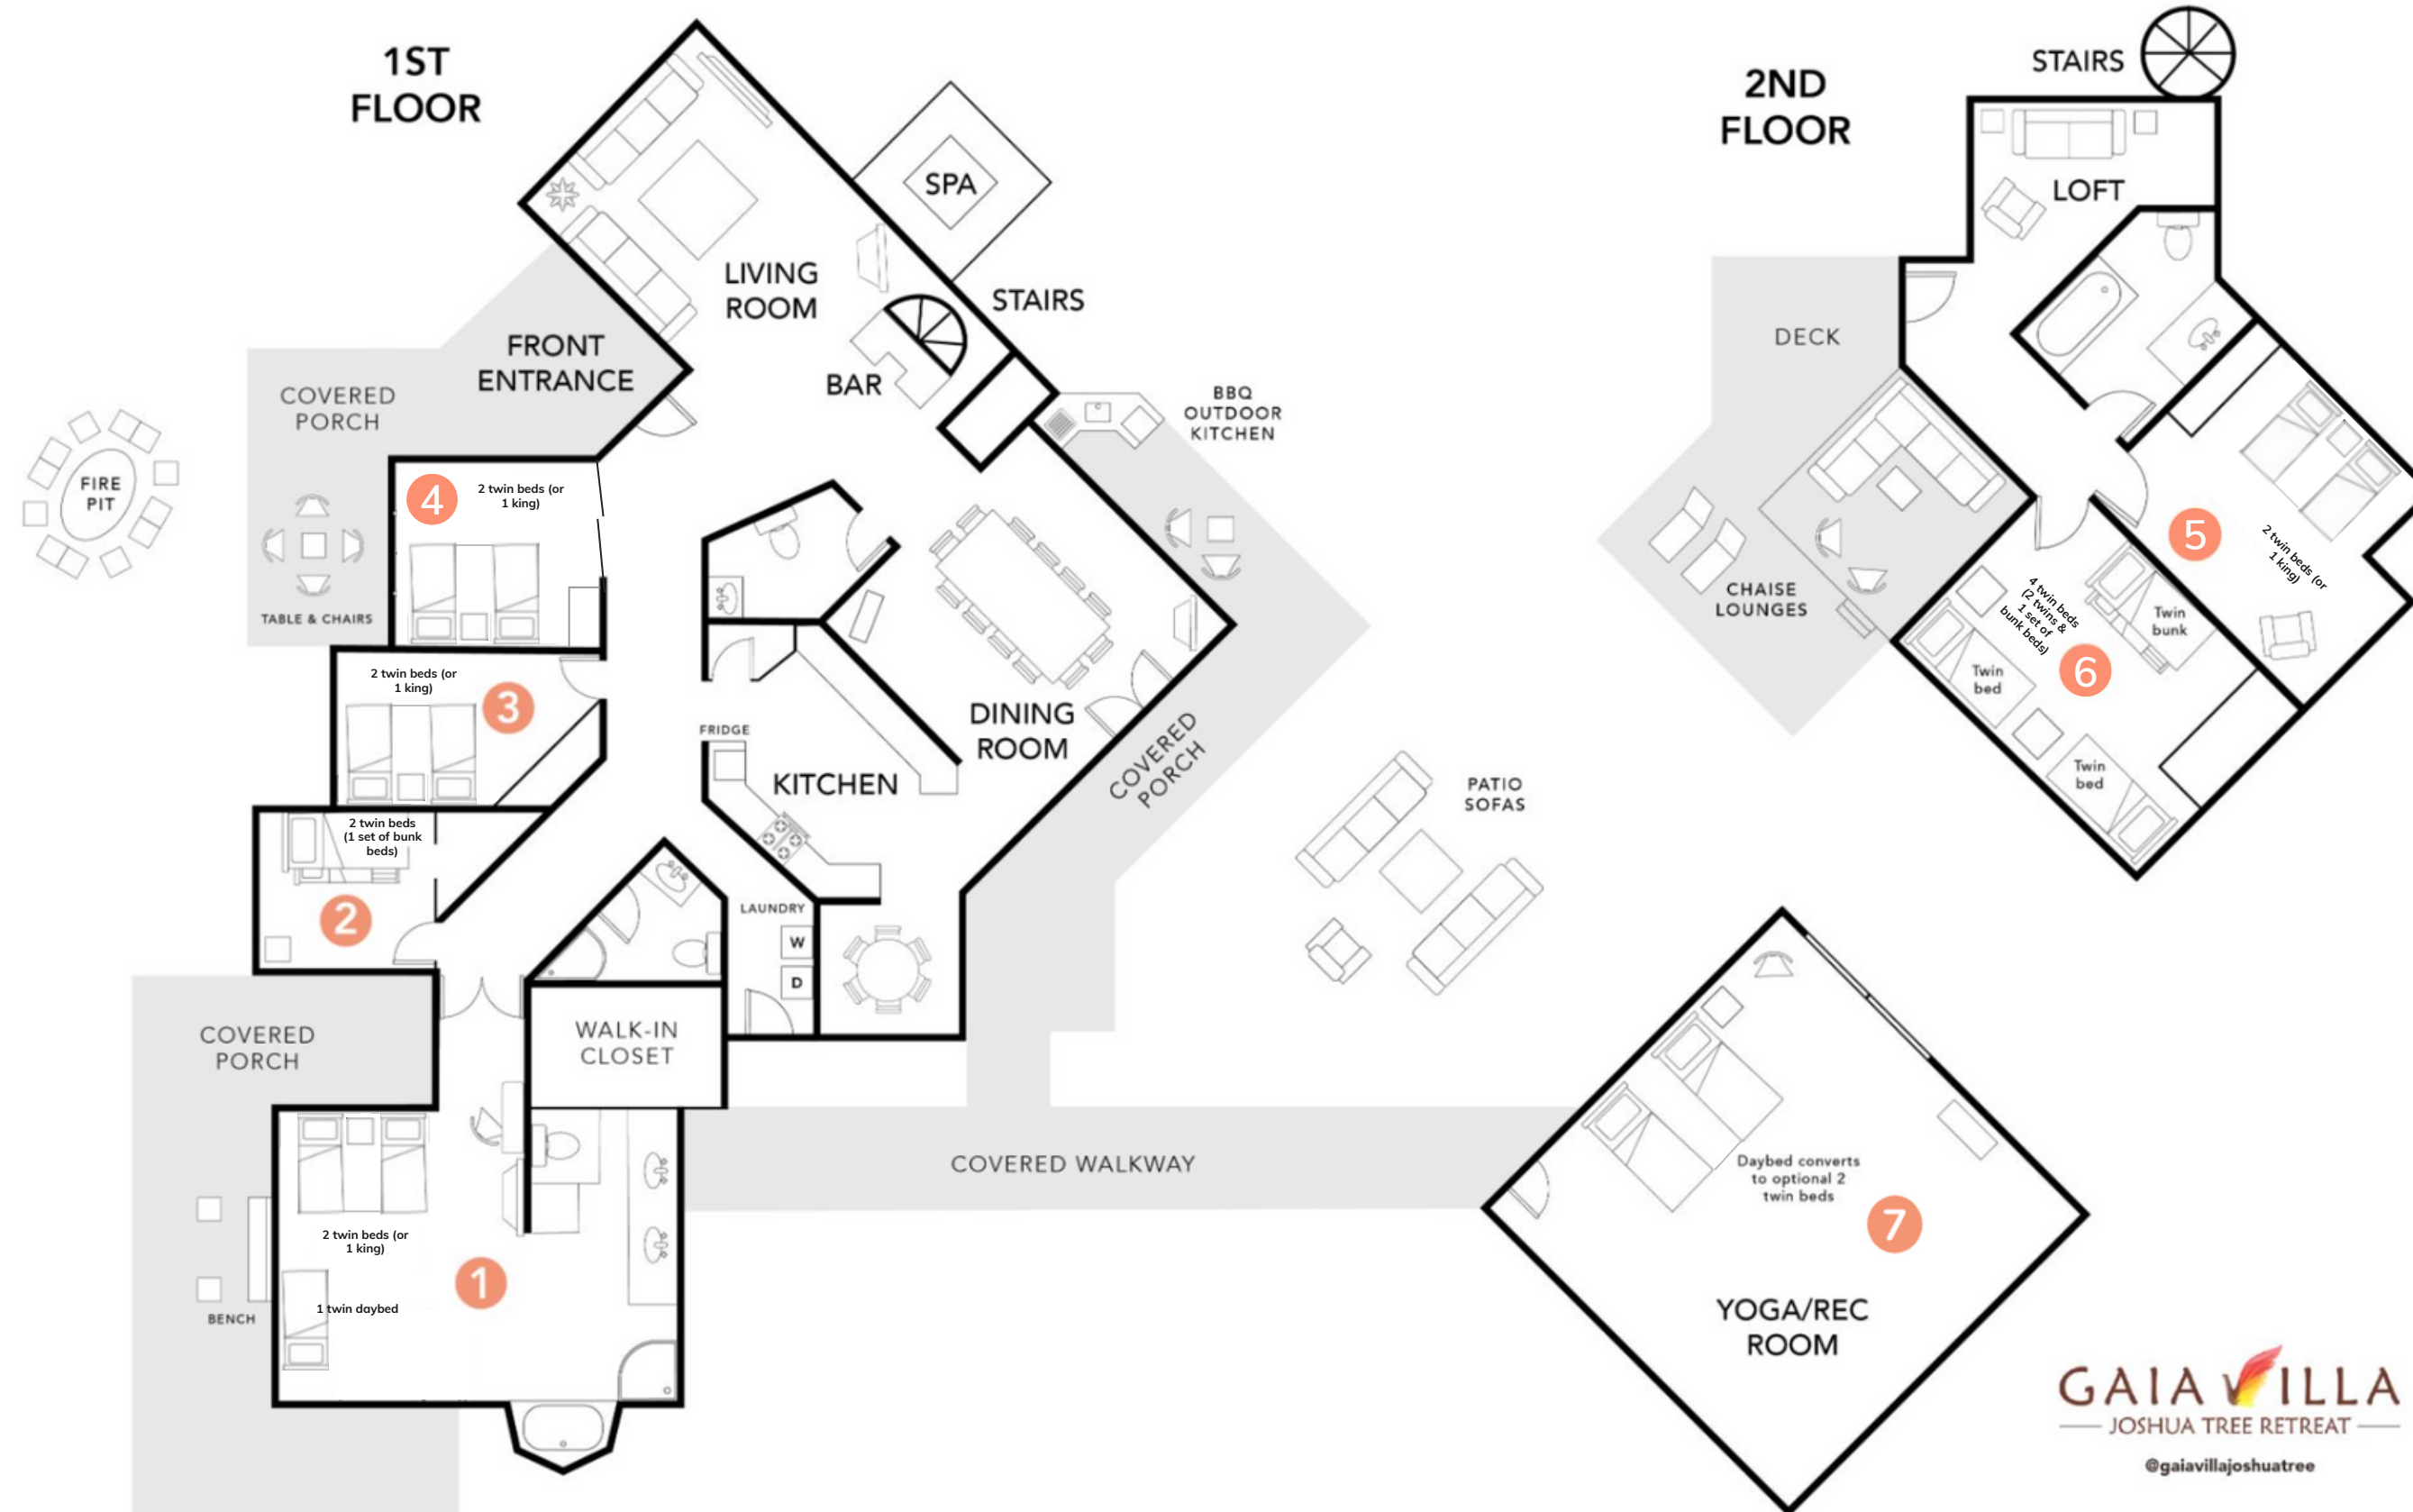 1ST
FLOOR
SPA
LIVING
ROOM
STAIRS
FRONT
ENTRANCE
BAR
COVERED
PORCH
BBQ
OUTDOOR
KITCHEN
FIRE
PIT
4
2 twin beds (or
1 king)
TABLE & CHAIRS
2 twin beds (or
1 king)
3
FRIDGE
DINING
ROOM
KITCHEN
COVERED
PORCH
PATIO
SOFAS
2 twin beds
(1 set of bunk
beds)
2
LAUNDRY
W
D
COVERED
PORCH
WALK-IN
CLOSET
COVERED WALKWAY
2 twin beds (or
1 king)
1
1 twin daybed
BENCH
2ND
FLOOR
STAIRS
LOFT
DECK
5
2 twin beds (or
1 king)
CHAISE
LOUNGES
4 twin beds
(2 twins &
1 set of
bunk beds)
6
Twin
bunk
Twin
bed
Twin
bed
Daybed converts
to optional 2
twin beds
7
YOGA/REC
ROOM
GAIA VILLA
JOSHUA TREE RETREAT
@gaiavillajoshuatree